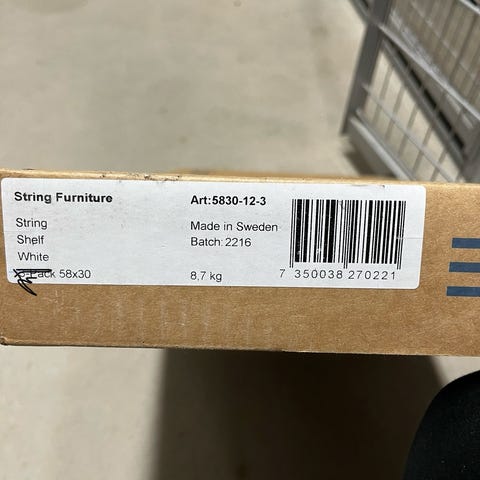 String Furniture
String
Shelf
White
Pack 58x30
Art:5830-12-3
Made in Sweden
Batch: 2216
8,7 kg
7 350038 270221